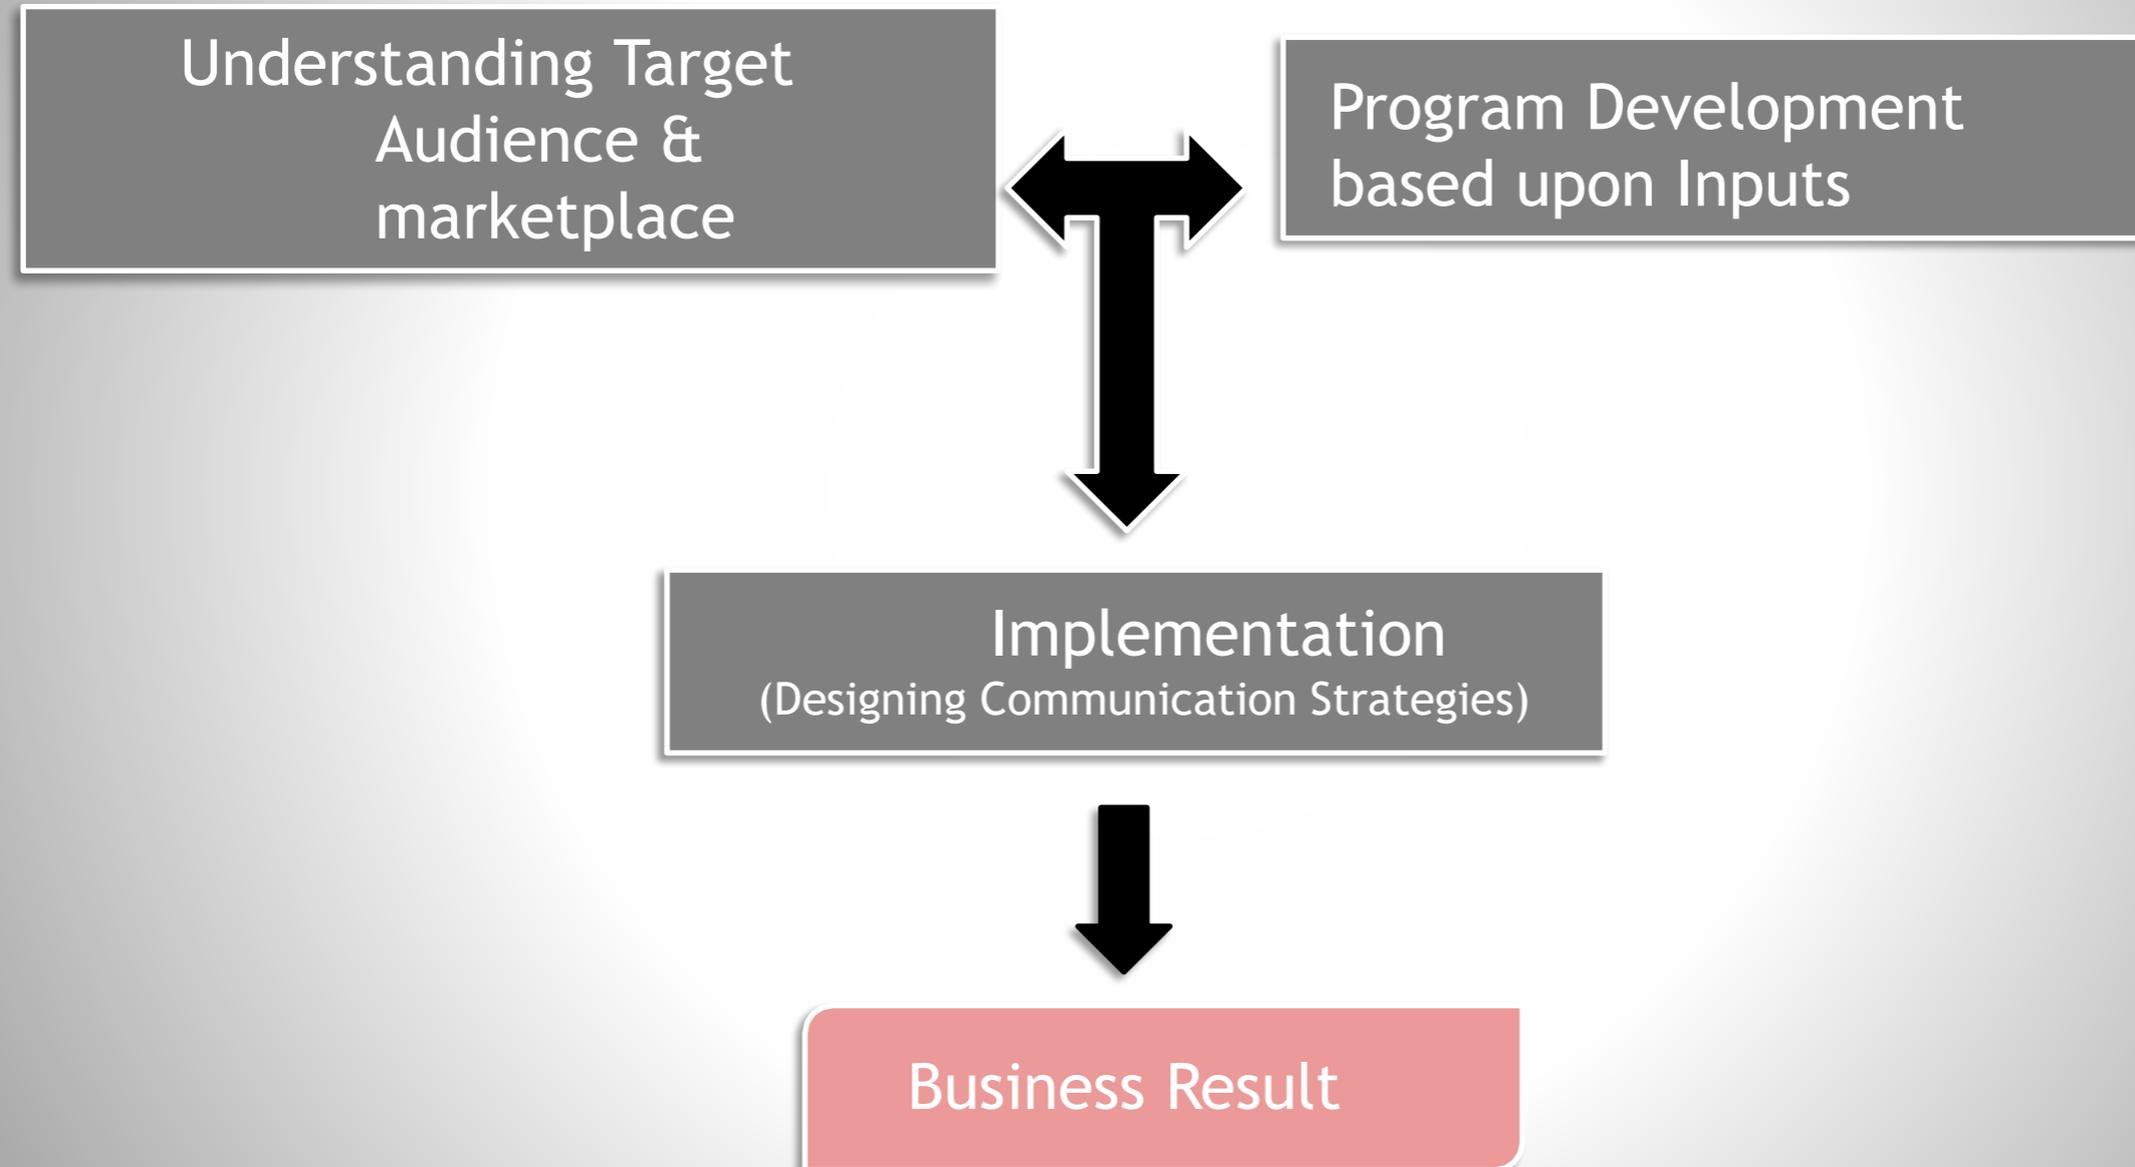 Understanding Target
Audience &
marketplace
Program Development
based upon Inputs
Implementation
(Designing Communication Strategies)
Business Result